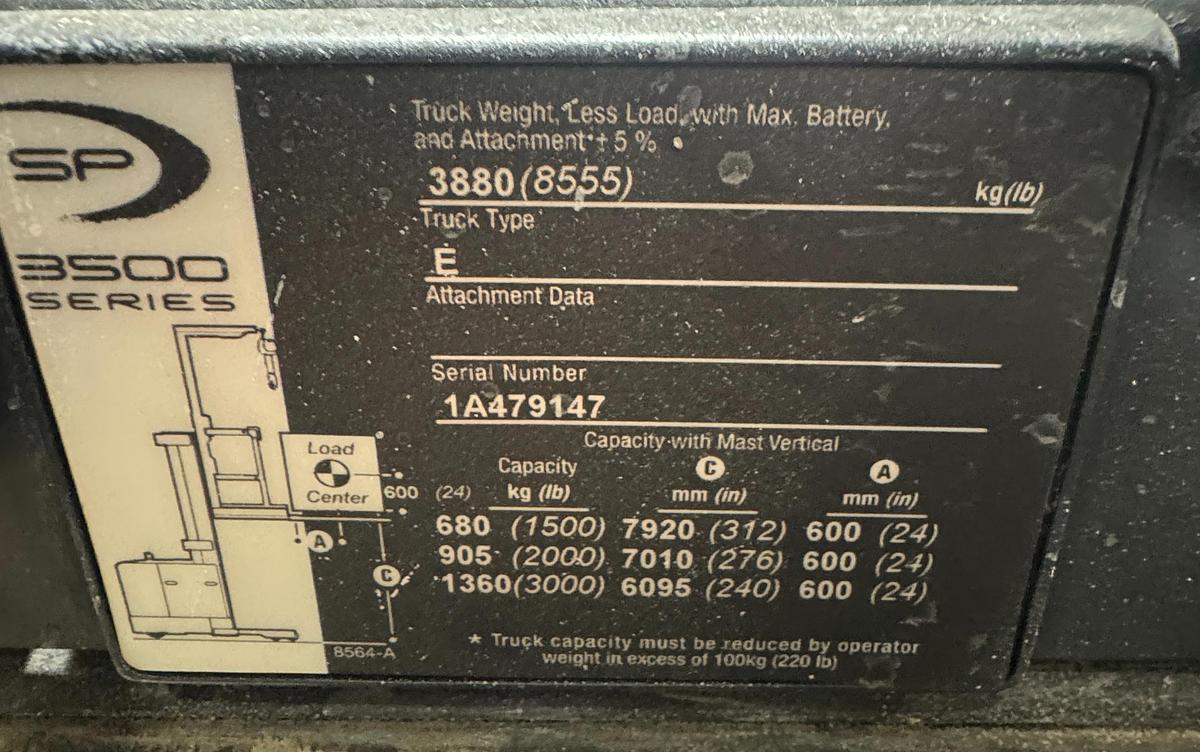 SP
3500
SERIES
Truck Weight, Less Load, with Max. Battery,
and Attachment ± 5 %
3880 (8555) kg (lb)
Truck Type
E
Attachment Data
Serial Number
1A479147
Capacity with Mast Vertical
Capacity C A
kg (lb) mm (in) mm (in)
680 (1500) 7920 (312) 600 (24)
905 (2000) 7010 (276) 600 (24)
1360 (3000) 6095 (240) 600 (24)
Load
Center
600 (24)
A
C
8564-A
* Truck capacity must be reduced by operator
weight in excess of 100kg (220 lb)